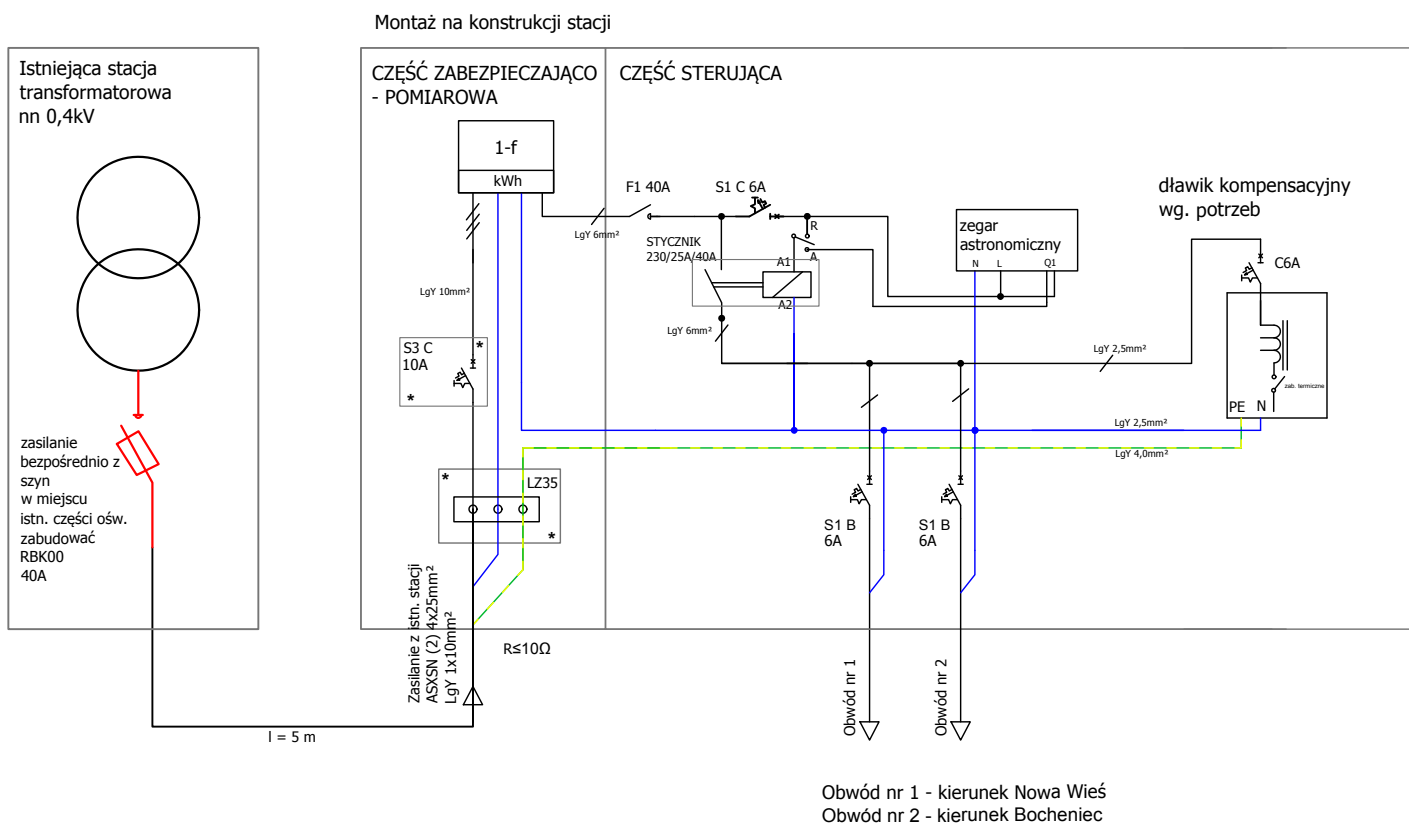 Montaż na konstrukcji stacji
Istniejąca stacja
transformatorowa
nn 0,4kV
zasilanie
bezpośrednio z
szyn
w miejscu
istn. części ośw.
zabudować
RBK00
40A
l = 5 m
CZĘŚĆ ZABEZPIECZAJĄCO
- POMIAROWA
1-f
kWh
LgY 10mm²
S3 C
10A
*
*
*
LZ35
*
Zasilanie z istn. stacji
ASXSN (2) 4x25mm²
LgY 1x10mm²
R≤10Ω
CZĘŚĆ STERUJĄCA
F1 40A
S1 C 6A
LgY 6mm²
STYCZNIK
230/25A/40A
R
A
A1
A2
LgY 6mm²
zegar
astronomiczny
N L Q1
dławik kompensacyjny
wg. potrzeb
C6A
LgY 2,5mm²
zab. termiczne
PE N
LgY 2,5mm²
LgY 4,0mm²
S1 B
6A
S1 B
6A
Obwód nr 1
Obwód nr 2
Obwód nr 1 - kierunek Nowa Wieś
Obwód nr 2 - kierunek Bocheniec